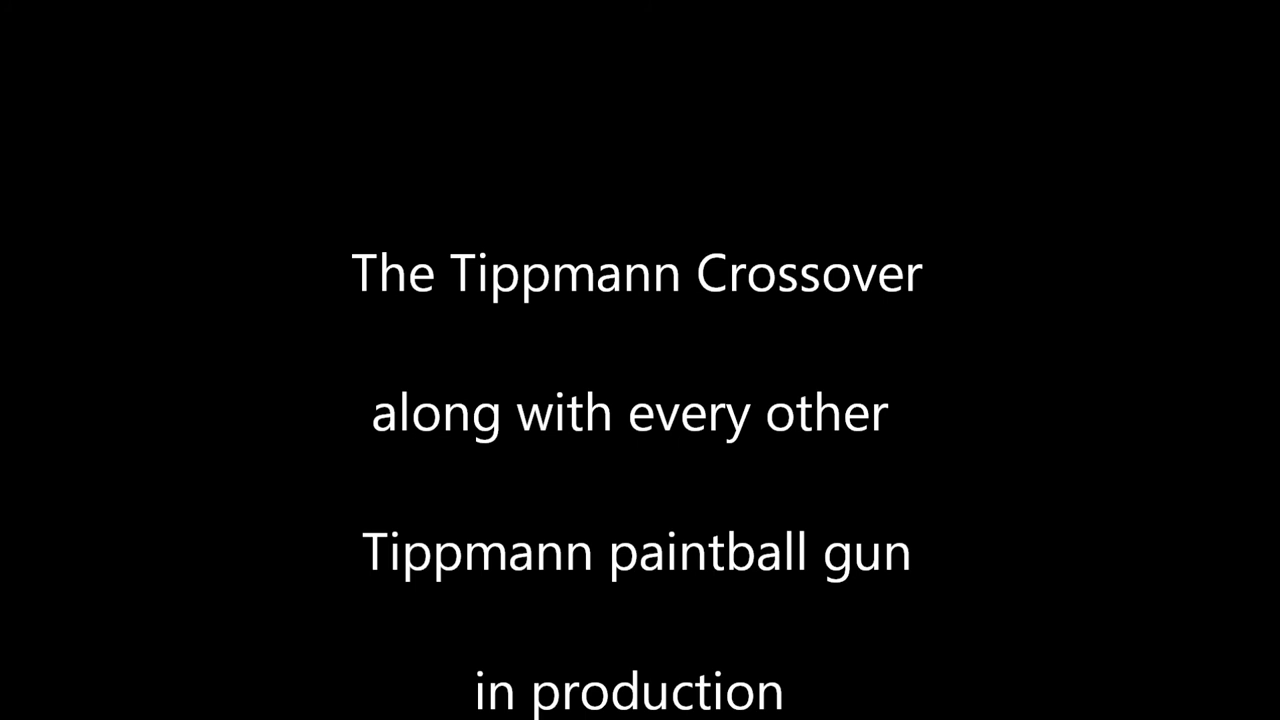 The Tippmann Crossover
along with every other
Tippmann paintball gun
in production